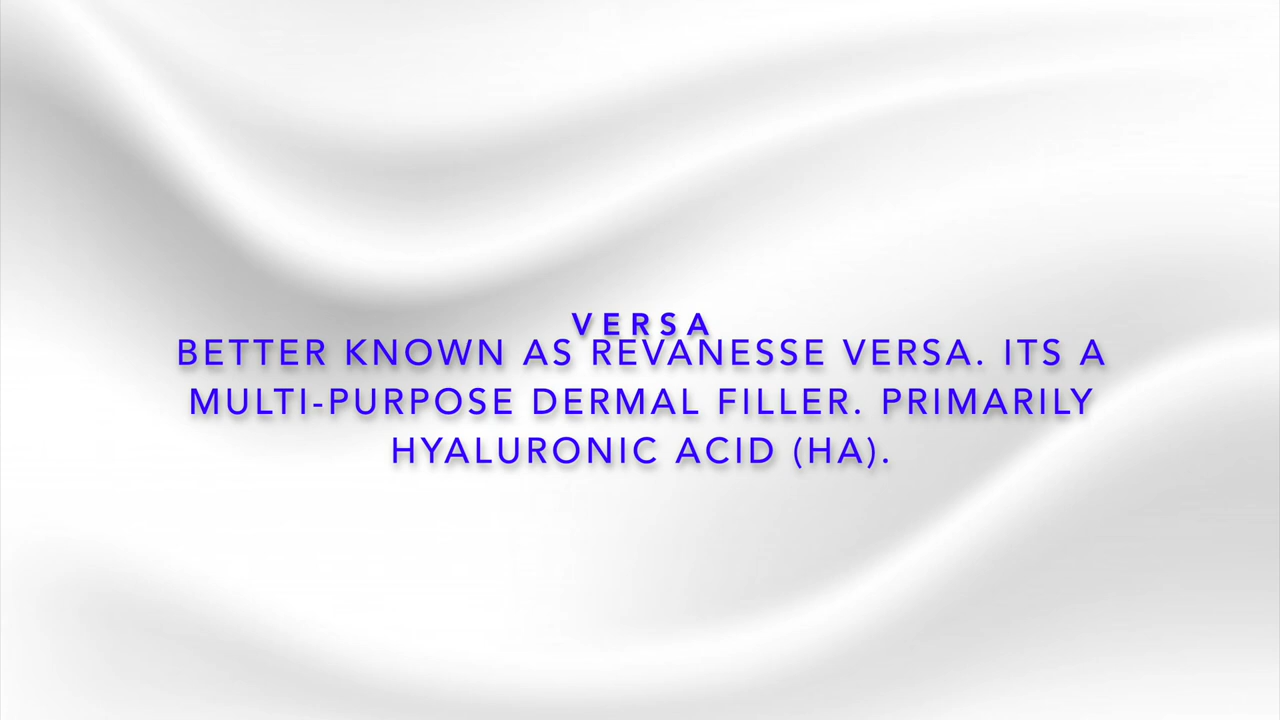 VERSA
BETTER KNOWN AS REVANESSE VERSA. ITS A
MULTI-PURPOSE DERMAL FILLER. PRIMARILY
HYALURONIC ACID (HA).